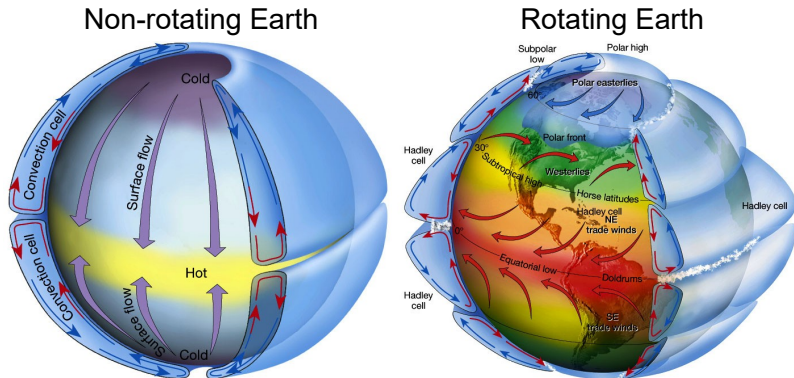 Non-rotating Earth
Cold
Convection cell
Surface flow
Hot
Convection cell
Surface flow
Cold
Rotating Earth
Subpolar
low
Polar high
Polar easterlies
60°
Hadley
cell
30°
Polar front
Subtropical high
Westerlies
Horse latitudes
Hadley cell
Hadley
cell
NE
trade winds
0°
Equatorial low
Doldrums
Hadley
cell
SE
trade winds